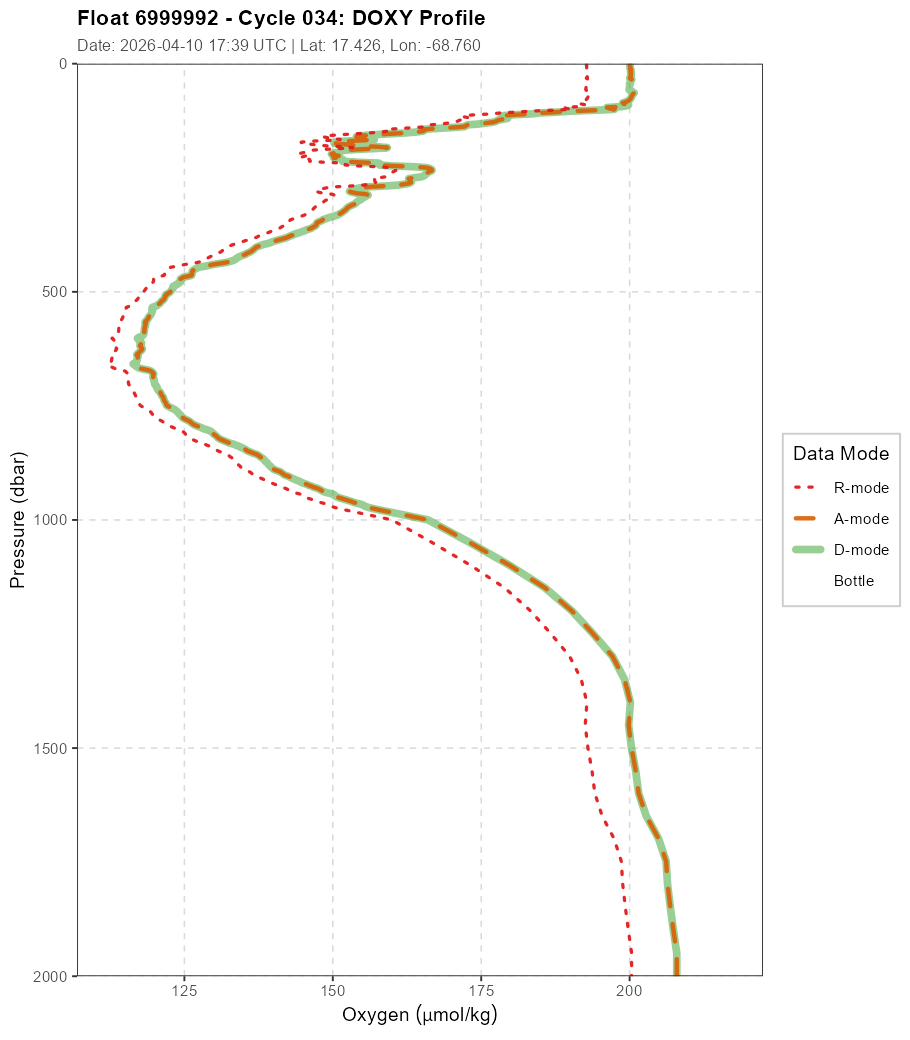 Float 6999992 - Cycle 034: DOXY Profile
Date: 2026-04-10 17:39 UTC | Lat: 17.426, Lon: -68.760
0
500
1000
1500
2000
Pressure (dbar)
125 150 175 200
Oxygen (µmol/kg)
Data Mode
R-mode
A-mode
D-mode
Bottle